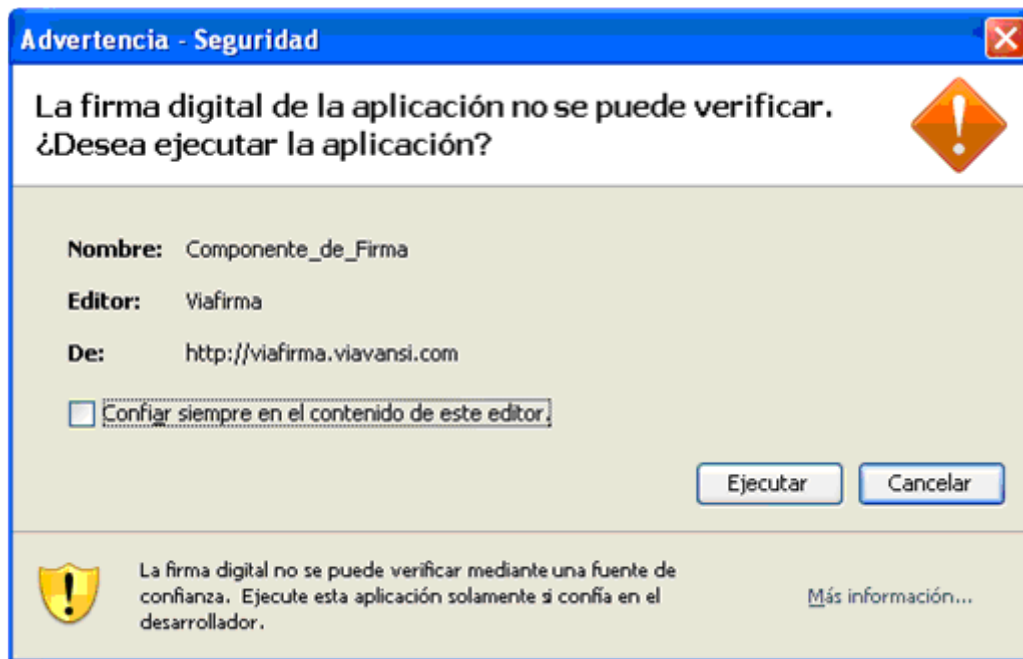 Advertencia - Seguridad
La firma digital de la aplicación no se puede verificar.
¿Desea ejecutar la aplicación?
Nombre: Componente_de_Firma
Editor: Viafirma
De: http://viafirma.viavansi.com
Confiar siempre en el contenido de este editor.
Ejecutar Cancelar
La firma digital no se puede verificar mediante una fuente de
confianza. Ejecute esta aplicación solamente si confía en el
desarrollador.
Más información...